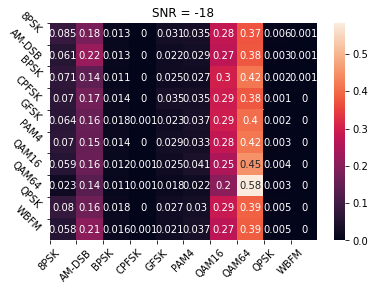 SNR = -18
8PSK 0.085 0.18 0.013 0 0.031 0.035 0.28 0.37 0.006 0.001
AM-DSB 0.061 0.22 0.013 0 0.022 0.029 0.27 0.38 0.003 0.001
BPSK 0.071 0.14 0.011 0 0.025 0.027 0.3 0.42 0.002 0.001
CPFSK 0.07 0.17 0.014 0 0.035 0.035 0.29 0.38 0.001 0
GFSK 0.064 0.16 0.018 0.001 0.023 0.037 0.29 0.4 0.002 0
PAM4 0.07 0.15 0.014 0 0.029 0.033 0.28 0.42 0.003 0
QAM16 0.059 0.16 0.012 0.001 0.025 0.041 0.25 0.45 0.004 0
QAM64 0.023 0.14 0.011 0.001 0.018 0.022 0.2 0.58 0.003 0
QPSK 0.08 0.16 0.018 0 0.027 0.03 0.29 0.39 0.005 0
WBFM 0.058 0.21 0.016 0.001 0.021 0.037 0.27 0.39 0.005 0
8PSK AM-DSB BPSK CPFSK GFSK PAM4 QAM16 QAM64 QPSK WBFM
0.5
0.4
0.3
0.2
0.1
0.0